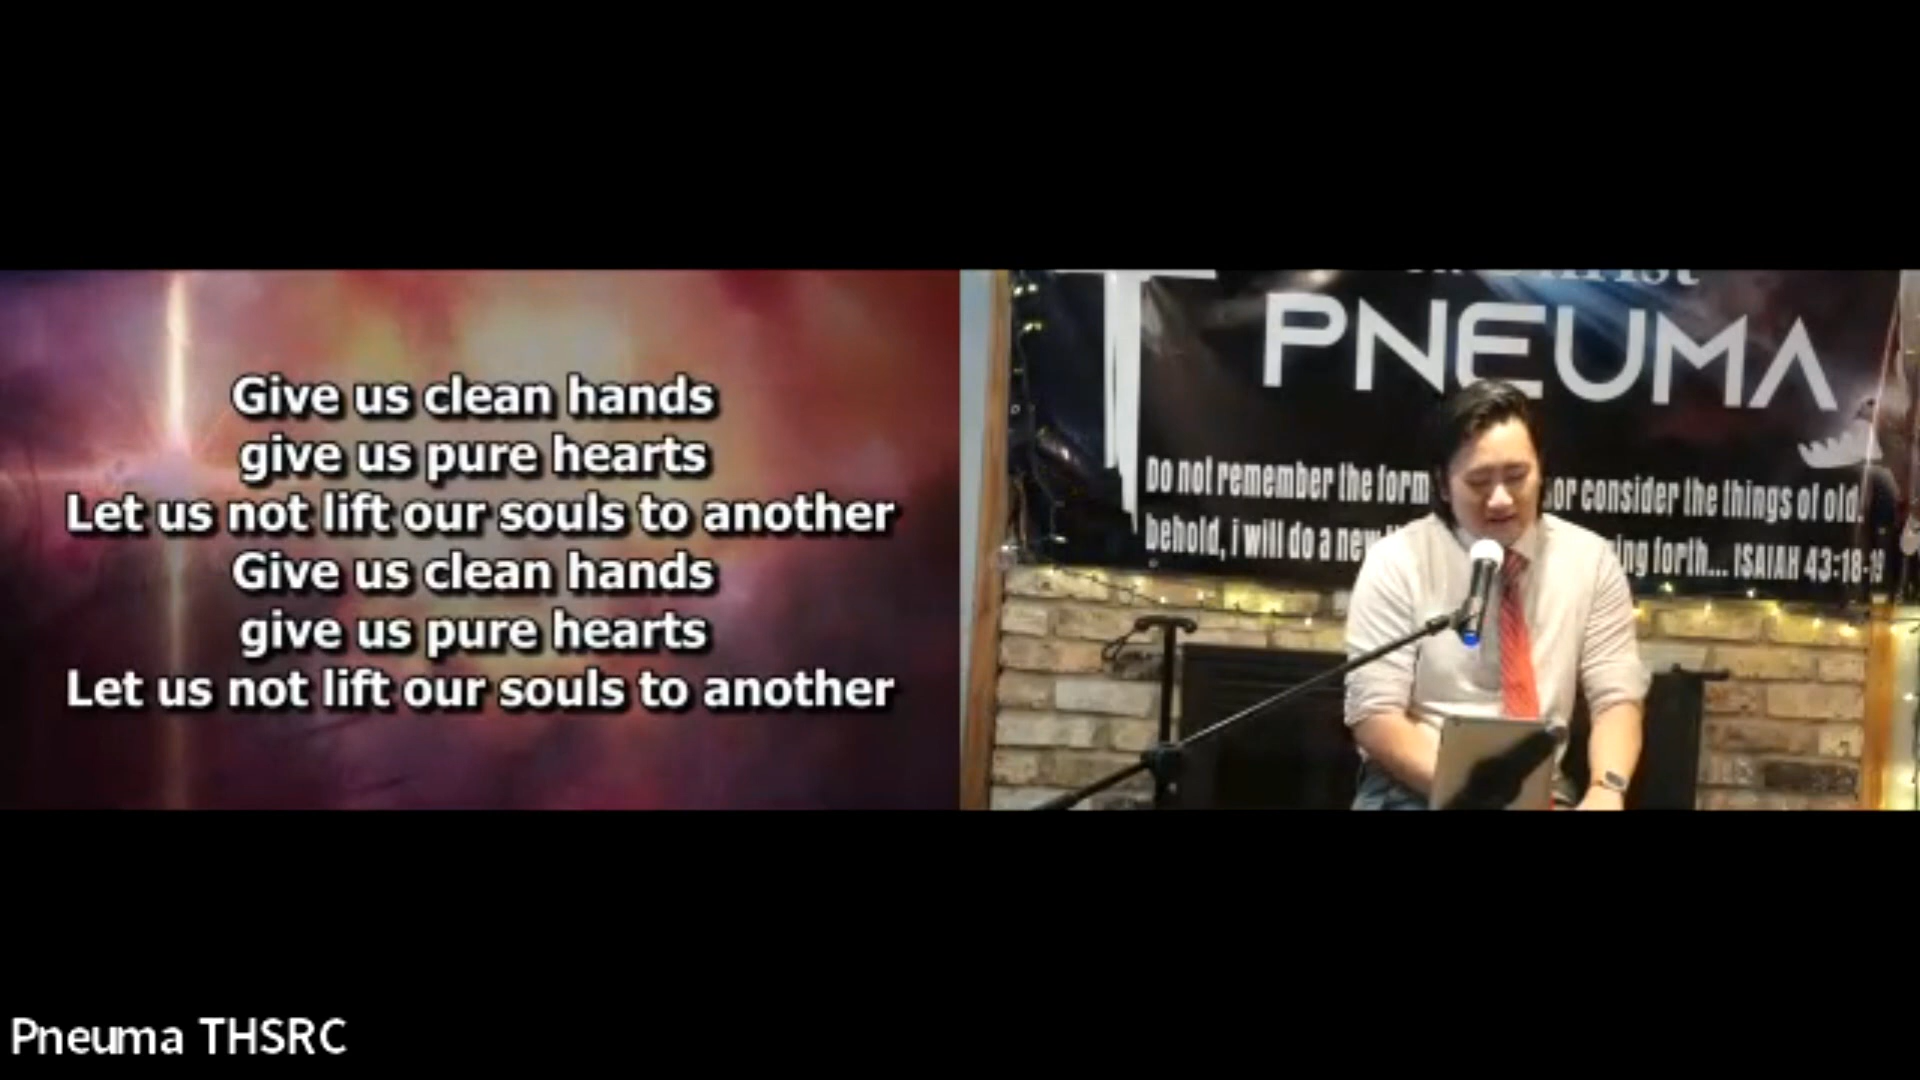 Give us clean hands
give us pure hearts
Let us not lift our souls to another
Give us clean hands
give us pure hearts
Let us not lift our souls to another
PNEUMA
Do not remember the form or consider the things of old.
behold, i will do a new ing forth... ISAIAH 43:18-19
Pneuma THSRC